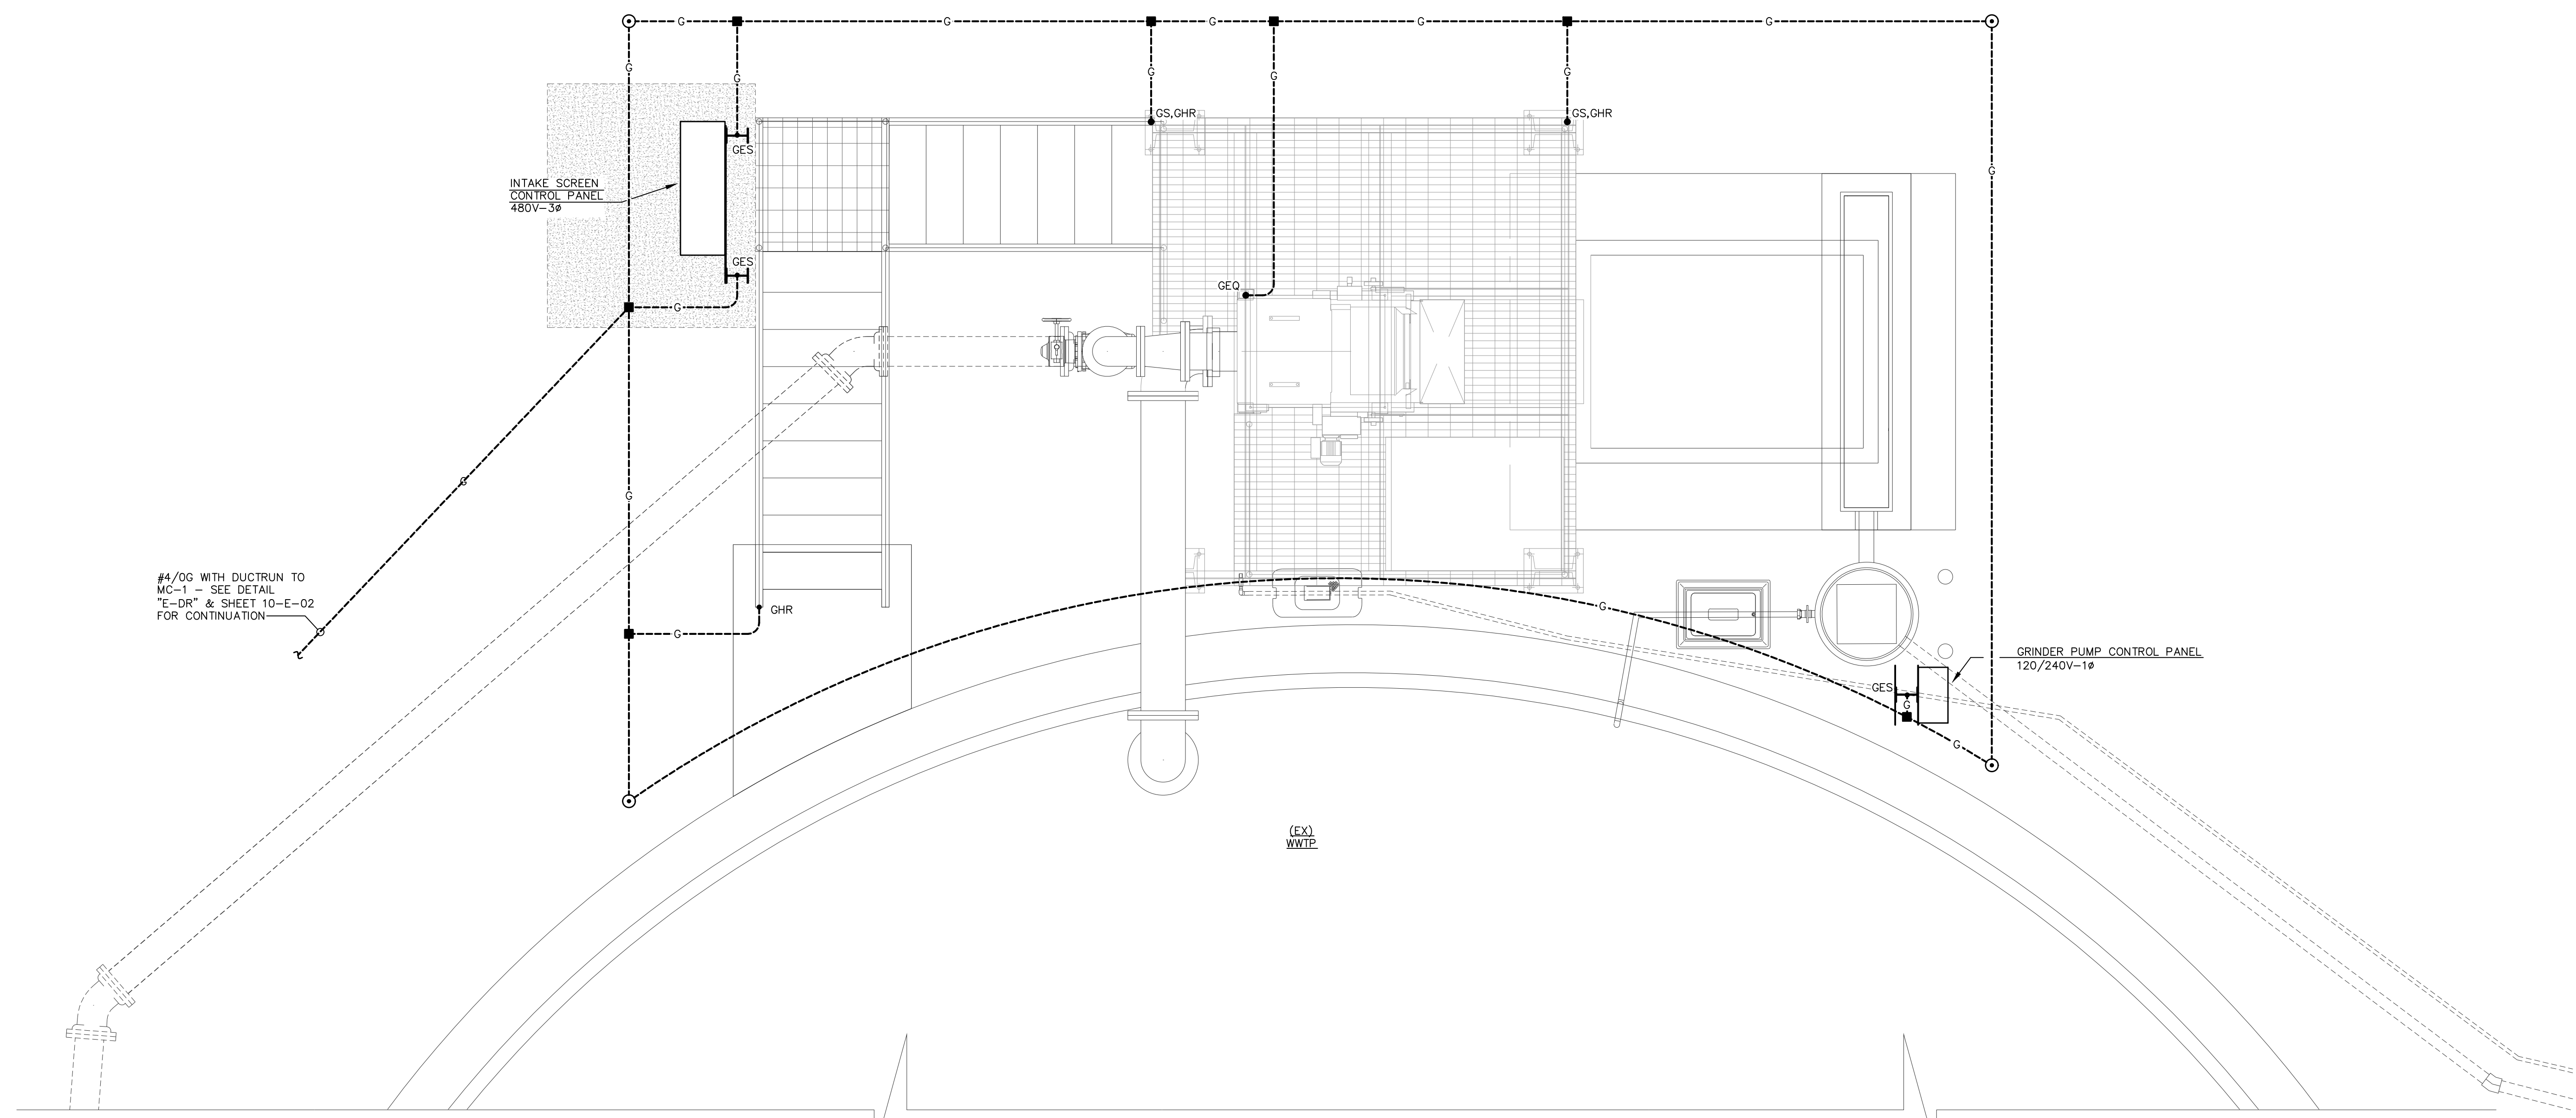 G G G G G
G G G G G
G
GS,GHR GS,GHR
GES
G
INTAKE SCREEN
CONTROL PANEL
480V-3ø
GES
GEQ
G
G
G
#4/0G WITH DUCTRUN TO
MC-1 - SEE DETAIL
"E-DR" & SHEET 10-E-02
FOR CONTINUATION
GHR
G
G
GRINDER PUMP CONTROL PANEL
120/240V-1ø
GES
G
G
(EX)
WWTP